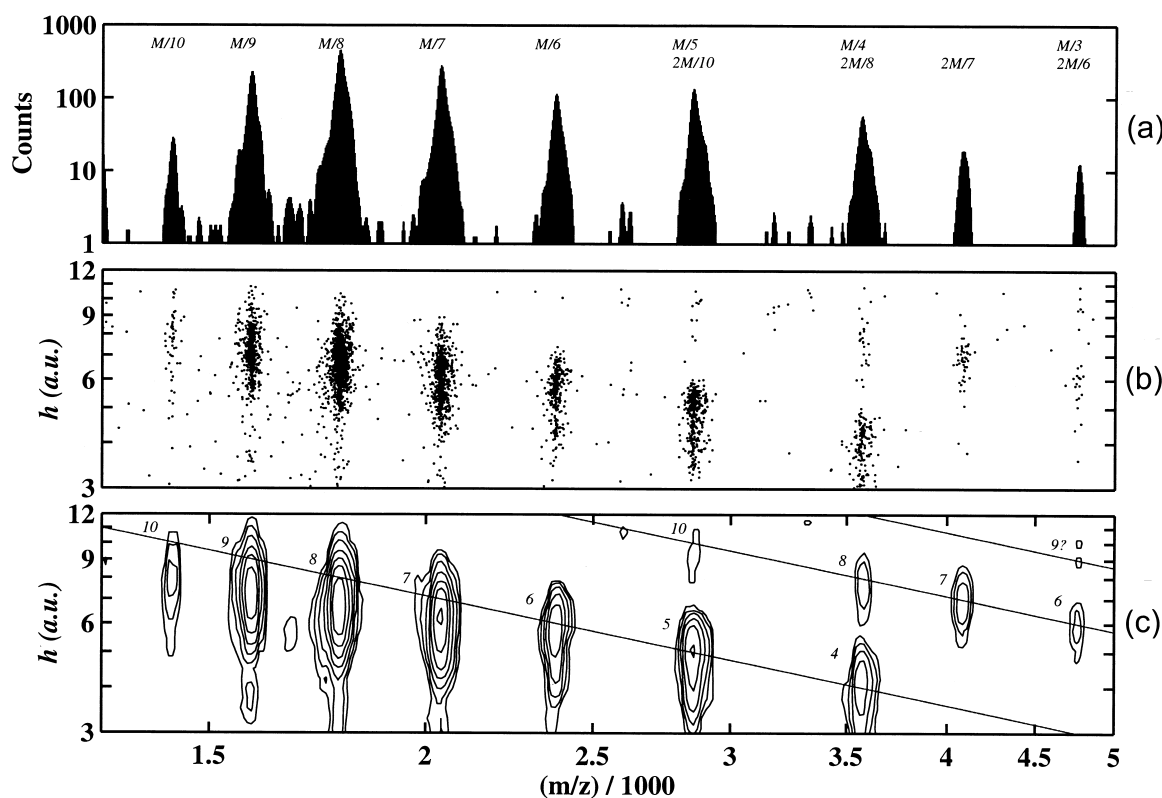 1000
100
10
1
Counts
M/10 M/9 M/8 M/7 M/6 M/5 M/4 2M/7 M/3
2M/10 2M/8 2M/6
(a)
12
9
6
3
h (a.u.)
(b)
12
9
6
3
h (a.u.)
10 9 8 7 6 5 4
10 8 7 6
9?
(c)
1.5 2 2.5 3 3.5 4 4.5 5
(m/z) / 1000